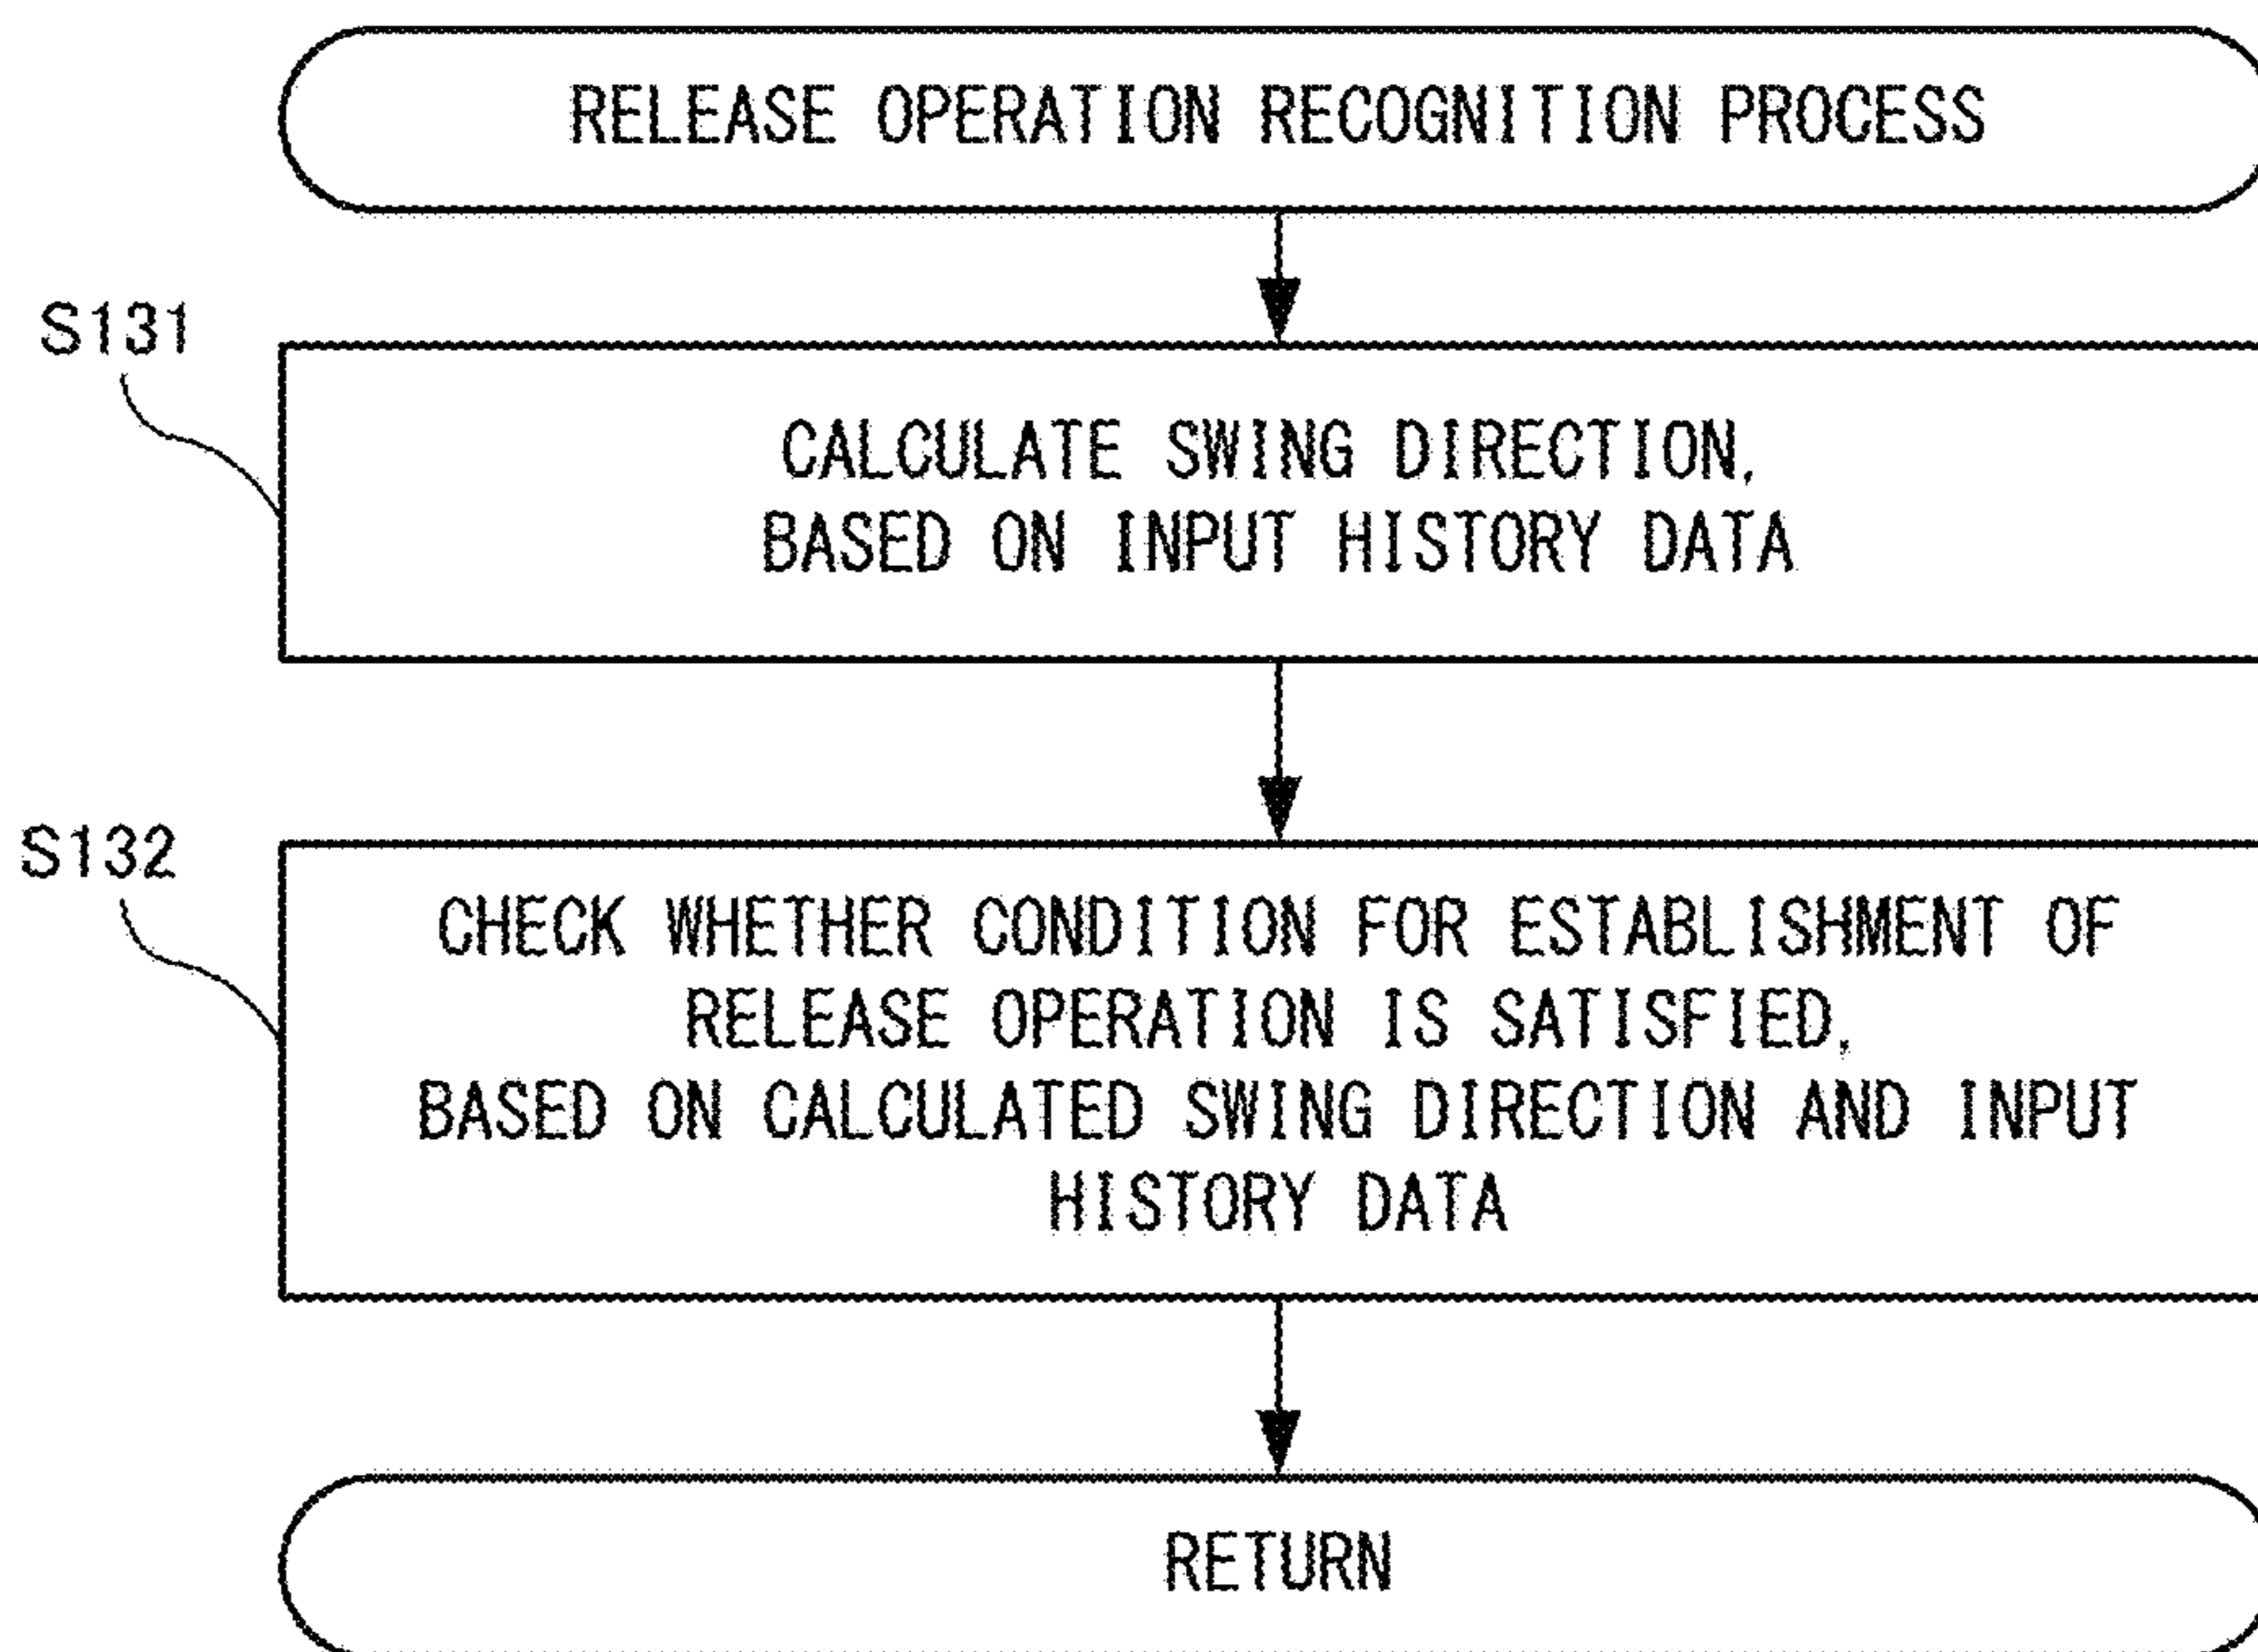 RELEASE OPERATION RECOGNITION PROCESS
S131
CALCULATE SWING DIRECTION,
BASED ON INPUT HISTORY DATA
S132
CHECK WHETHER CONDITION FOR ESTABLISHMENT OF
RELEASE OPERATION IS SATISFIED,
BASED ON CALCULATED SWING DIRECTION AND INPUT
HISTORY DATA
RETURN